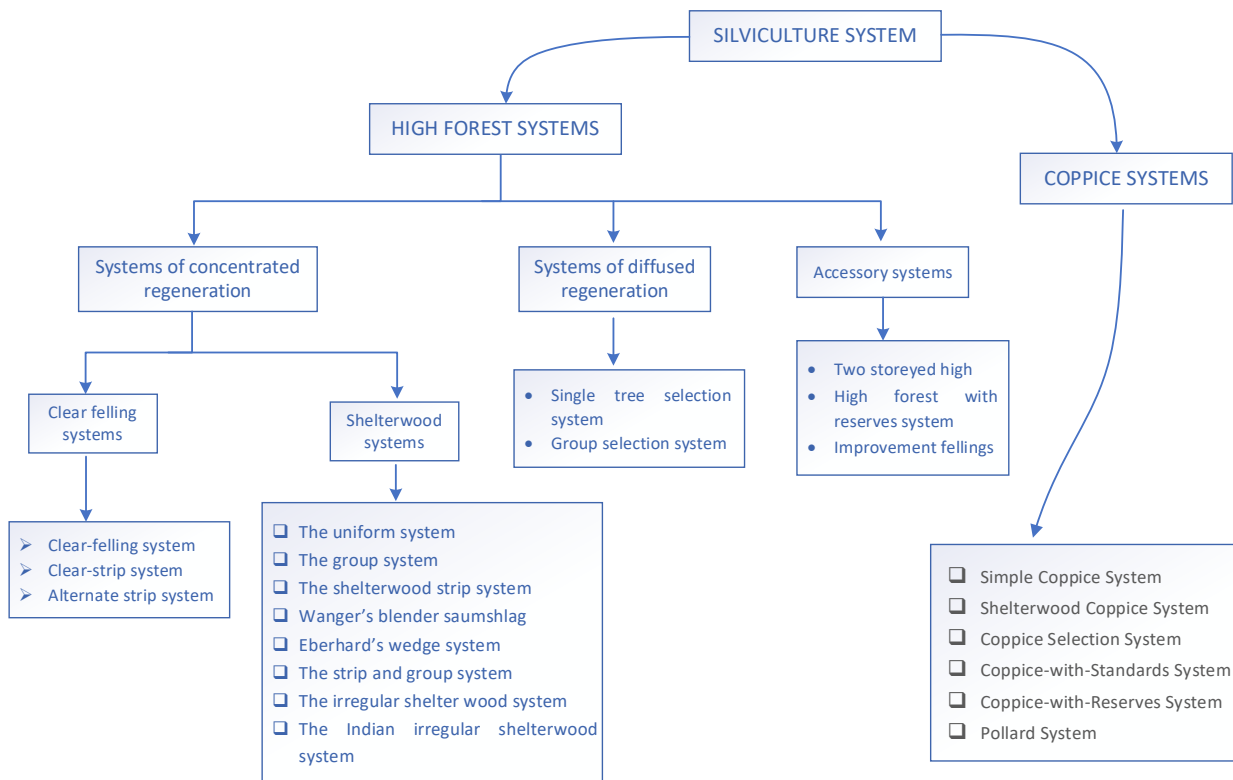 SILVICULTURE SYSTEM
HIGH FOREST SYSTEMS
COPPICE SYSTEMS
Systems of concentrated
regeneration
Systems of diffused
regeneration
Accessory systems
Clear felling
systems
Shelterwood
systems
• Single tree selection
system
• Group selection system
• Two storeyed high
• High forest with
reserves system
• Improvement fellings
➢ Clear-felling system
➢ Clear-strip system
➢ Alternate strip system
❑ The uniform system
❑ The group system
❑ The shelterwood strip system
❑ Wanger’s blender saumshlag
❑ Eberhard’s wedge system
❑ The strip and group system
❑ The irregular shelter wood system
❑ The Indian irregular shelterwood
system
❑ Simple Coppice System
❑ Shelterwood Coppice System
❑ Coppice Selection System
❑ Coppice-with-Standards System
❑ Coppice-with-Reserves System
❑ Pollard System